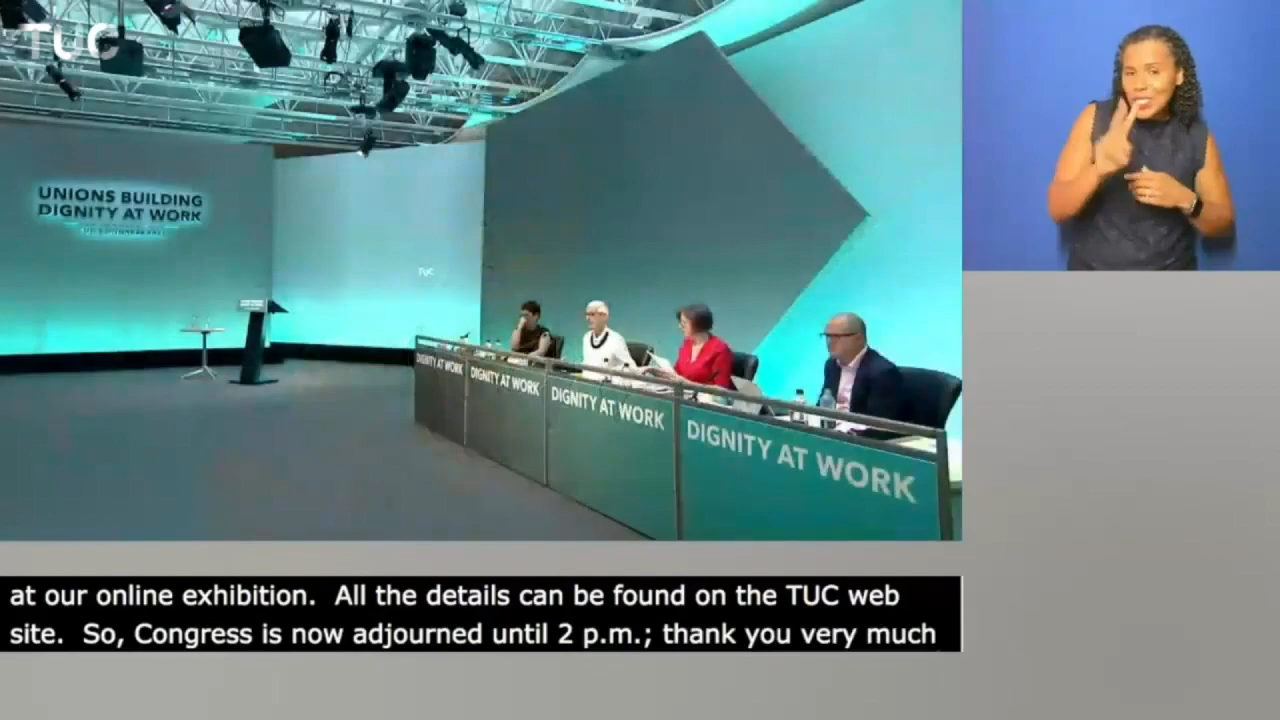 TUC
UNIONS BUILDING
DIGNITY AT WORK
TUC
DIGNITY AT WORK
DIGNITY AT WORK
DIGNITY AT WORK
DIGNITY AT WORK
at our online exhibition.  All the details can be found on the TUC web
site.  So, Congress is now adjourned until 2 p.m.; thank you very much